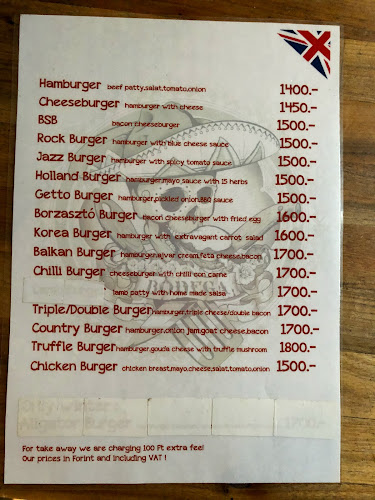 Hamburger beef patty,salat,tomato,onion 1400.-
Cheeseburger hamburger with cheese 1450.-
BSB bacon cheeseburger 1500.-
Rock Burger hamburger with blue cheese sauce 1500.-
Jazz Burger hamburger with spicy tomato sauce 1500.-
Holland Burger hamburger,mayo sauce with 15 herbs 1500.-
Getto Burger hamburger,pickled onion,BBQ sauce 1500.-
Borzasztó Burger bacon cheeseburger with fried egg 1600.-
Korea Burger hamburger with extravagant carrot salad 1600.-
Balkan Burger hamburger,ajvar cream,feta cheese,bacon 1700.-
Chilli Burger cheeseburger with chilli con carne 1700.-
lamb patty with home made salsa 1700.-
Triple/Double Burger hamburger,triple cheese/double bacon 1700.-
Country Burger hamburger,onion jam,goat cheese,bacon 1700.-
Truffle Burger hamburger,gouda cheese with truffle mushroom 1800.-
Chicken Burger chicken breast,mayo,cheese,salat,tomato,onion 1500.-
Only winter
Alligator Burger 1700.-
For take away we are charging 100 Ft extra fee!
Our prices in Forint and including VAT !